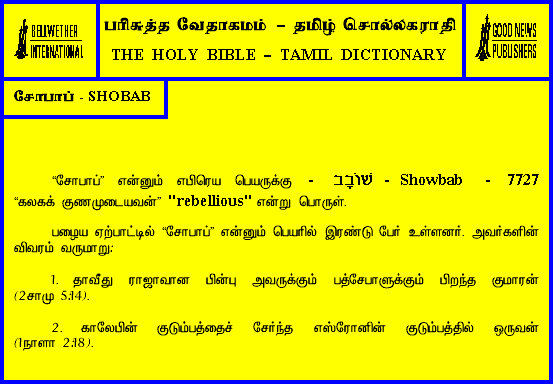 BELLWETHER
INTERNATIONAL
பரிசுத்த வேதாகமம் – தமிழ் சொல்லகராதி
THE HOLY BIBLE – TAMIL DICTIONARY
GOOD NEWS
PUBLISHERS
சோபாப் - SHOBAB
“சோபாப்” என்னும் எபிரெய பெயருக்கு - שׁוֹבָב - Showbab - 7727
“கலகக் குணமுடையவன்” "rebellious" என்று பொருள்.
பழைய ஏற்பாட்டில் “சோபாப்” என்னும் பெயரில் இரண்டு பேர் உள்ளனர். அவர்களின்
விவரம் வருமாறு:
1. தாவீது ராஜாவான பின்பு அவருக்கும் பத்சேபாளுக்கும் பிறந்த குமாரன்
(2சாமு 5:14).
2. காலேபின் குடும்பத்தைச் சேர்ந்த எஸ்ரோனின் குடும்பத்தில் ஒருவன்
(1நாளா 2:18).